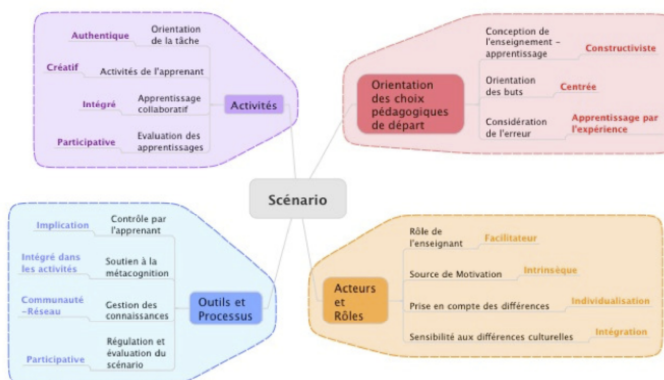 Authentique
Orientation
de la tâche
Créatif
Activités de l'apprenant
Intégré
Apprentissage
collaboratif
Participative
Evaluation des
apprentissages
Activités
Orientation
des choix
pédagogiques
de départ
Conception de
l'enseignement -
apprentissage
Constructiviste
Orientation
des buts
Centrée
Considération
de l'erreur
Apprentissage par
l'expérience
Scénario
Implication
Contrôle par
l'apprenant
Intégré dans
les activités
Soutien à la
métacognition
Communauté
-Réseau
Gestion des
connaissances
Participative
Régulation et
évaluation du
scénario
Outils et
Processus
Acteurs
et
Rôles
Rôle de
l'enseignant
Facilitateur
Source de Motivation
Intrinsèque
Prise en compte des différences
Individualisation
Sensibilité aux différences culturelles
Intégration